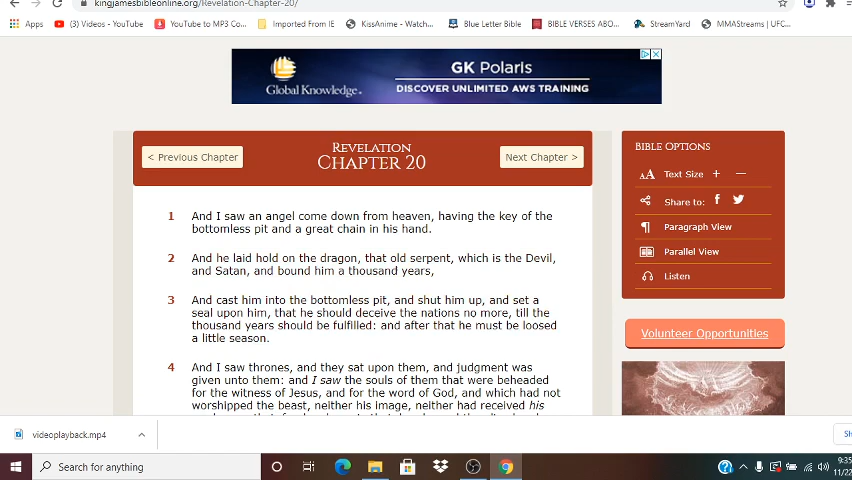 kingjamesbibleonline.org/Revelation-Chapter-20/
Apps
(3) Videos - YouTube
YouTube to MP3 Co...
Imported From IE
KissAnime - Watch...
Blue Letter Bible
BIBLE VERSES ABO...
StreamYard
MMAStreams | UFC...
GK Polaris
Global Knowledge.
DISCOVER UNLIMITED AWS TRAINING
REVELATION
CHAPTER 20
< Previous Chapter
Next Chapter >
BIBLE OPTIONS
AA Text Size + —
Share to:
¶ Paragraph View
Parallel View
Listen
Volunteer Opportunities
1 And I saw an angel come down from heaven, having the key of the
bottomless pit and a great chain in his hand.
2 And he laid hold on the dragon, that old serpent, which is the Devil,
and Satan, and bound him a thousand years,
3 And cast him into the bottomless pit, and shut him up, and set a
seal upon him, that he should deceive the nations no more, till the
thousand years should be fulfilled: and after that he must be loosed
a little season.
4 And I saw thrones, and they sat upon them, and judgment was
given unto them: and I saw the souls of them that were beheaded
for the witness of Jesus, and for the word of God, and which had not
worshipped the beast, neither his image, neither had received his
videoplayback.mp4
Sh
Search for anything
9:35
11/22